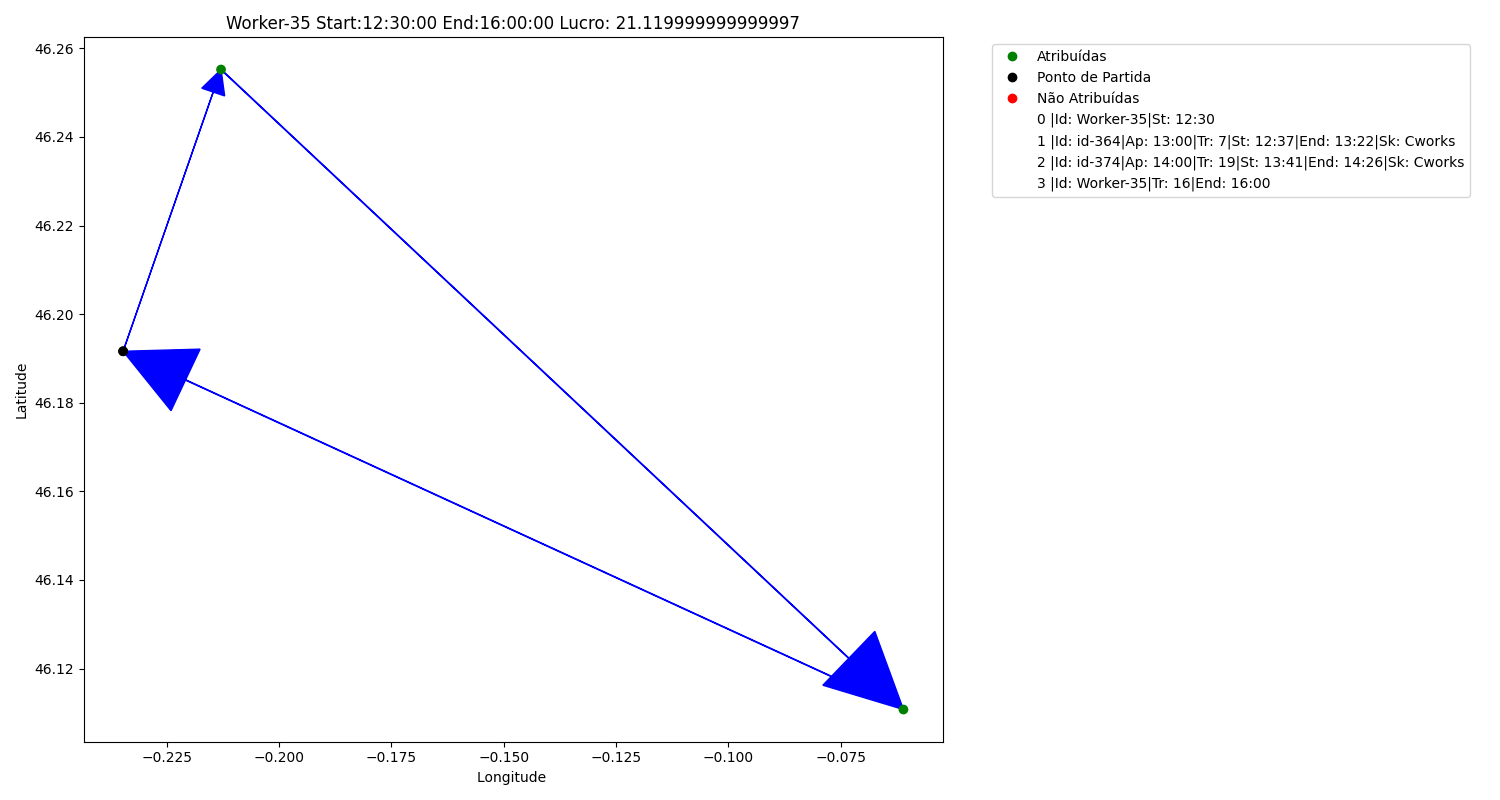 Worker-35 Start:12:30:00 End:16:00:00 Lucro: 21.119999999999997
46.26
46.24
46.22
46.20
46.18
46.16
46.14
46.12
Latitude
−0.225
−0.200
−0.175
−0.150
−0.125
−0.100
−0.075
Longitude
Atribuídas
Ponto de Partida
Não Atribuídas
0 |Id: Worker-35|St: 12:30
1 |Id: id-364|Ap: 13:00|Tr: 7|St: 12:37|End: 13:22|Sk: Cworks
2 |Id: id-374|Ap: 14:00|Tr: 19|St: 13:41|End: 14:26|Sk: Cworks
3 |Id: Worker-35|Tr: 16|End: 16:00